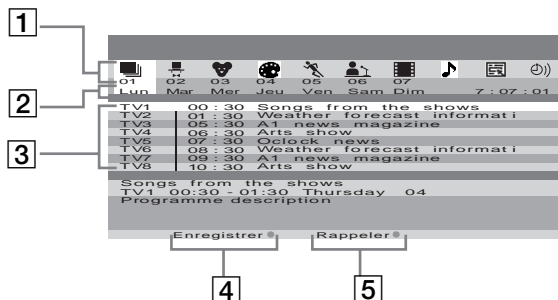 1
01 02 03 04 05 06 07
2
Lun Mar Mer Jeu Ven Sam Dim 7:07:01
TV1 00:30 Songs from the shows
TV2 01:30 Weather forecast informati
3
TV3 05:30 A1 news magazine
TV4 06:30 Arts show
TV5 07:30 Oclock news
TV6 08:30 Weather forecast informati
TV7 09:30 A1 news magazine
TV8 10:30 Arts show
Songs from the shows
TV1 00:30 - 01:30 Thursday 04
Programme description
Enregistrer Rappeler
4 5